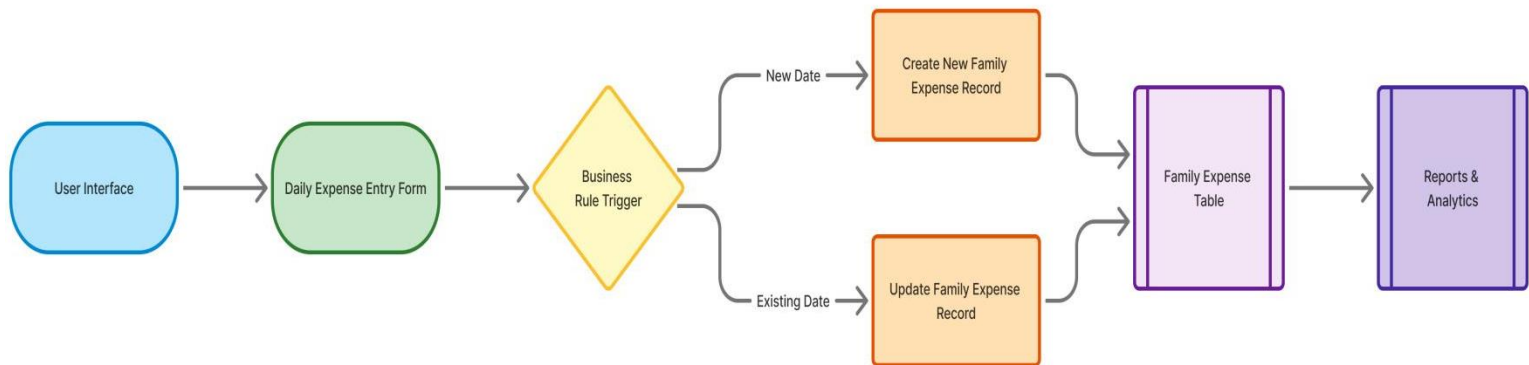 User Interface
Daily Expense Entry Form
Business
Rule Trigger
New Date
Existing Date
Create New Family
Expense Record
Update Family Expense
Record
Family Expense
Table
Reports &
Analytics